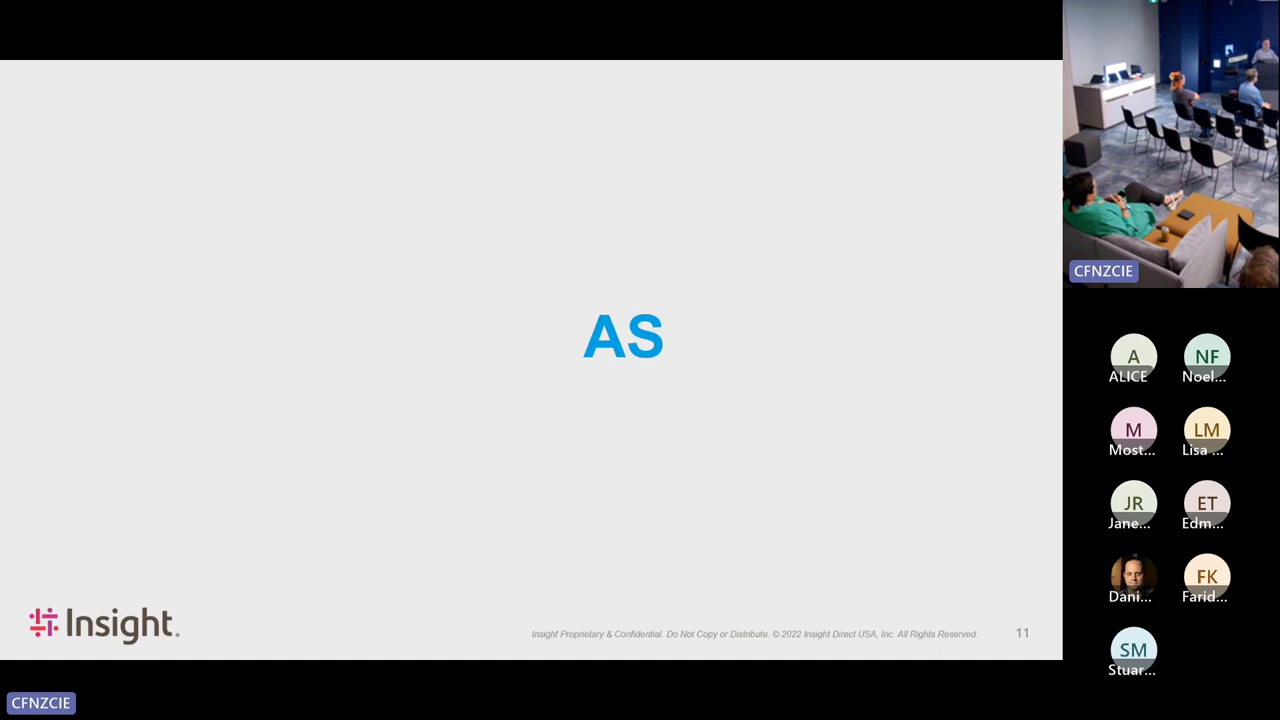 AS
Insight.
Insight Proprietary & Confidential. Do Not Copy or Distribute. © 2022 Insight Direct USA, Inc. All Rights Reserved.
11
CFNZCIE
CFNZCIE
A
ALICE
NF
Noel...
M
Most...
LM
Lisa ...
JR
Jane...
ET
Edm...
Dani...
FK
Farid...
SM
Stuar...